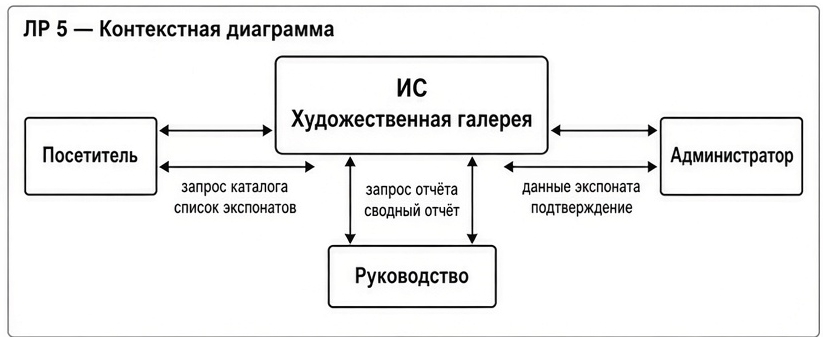 ЛР 5 — Контекстная диаграмма
ИС
Художественная галерея
Посетитель
Администратор
запрос каталога
список экспонатов
запрос отчёта
сводный отчёт
данные экспоната
подтверждение
Руководство